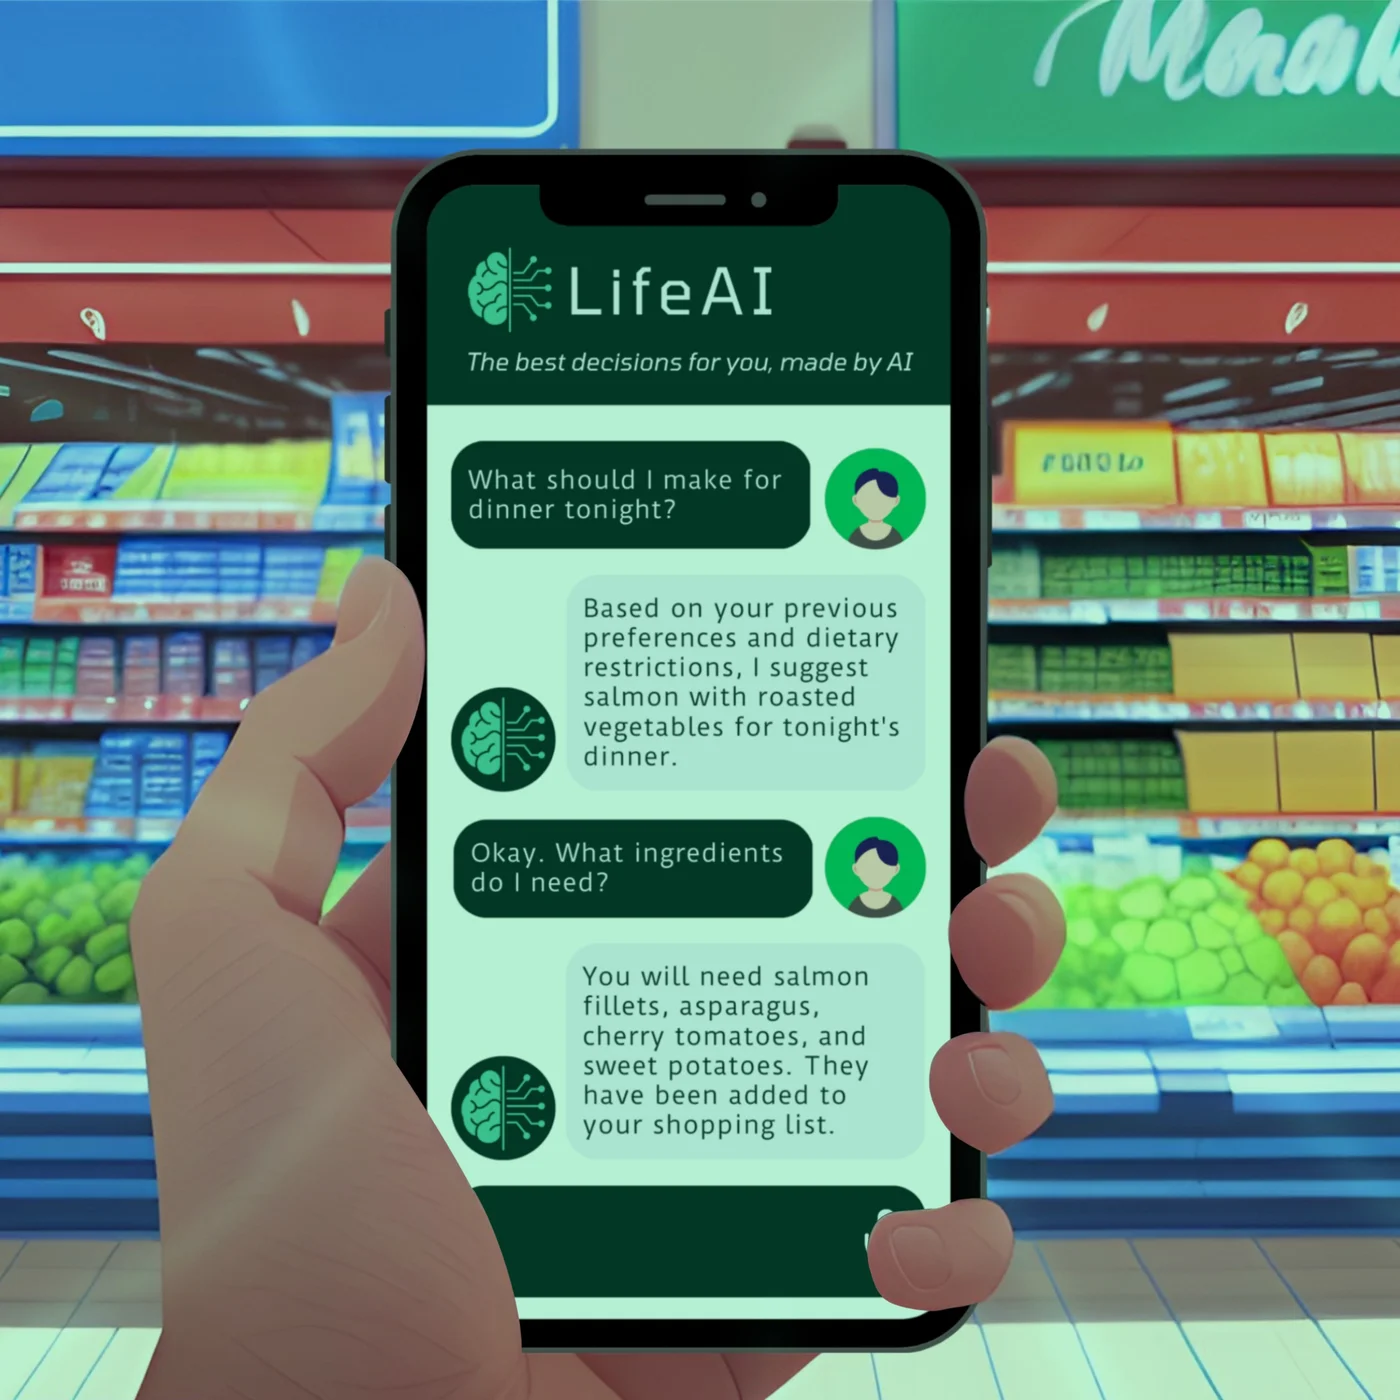 LifeAI
The best decisions for you, made by AI
What should I make for
dinner tonight?
Based on your previous
preferences and dietary
restrictions, I suggest
salmon with roasted
vegetables for tonight's
dinner.
Okay. What ingredients
do I need?
You will need salmon
fillets, asparagus,
cherry tomatoes, and
sweet potatoes. They
have been added to
your shopping list.